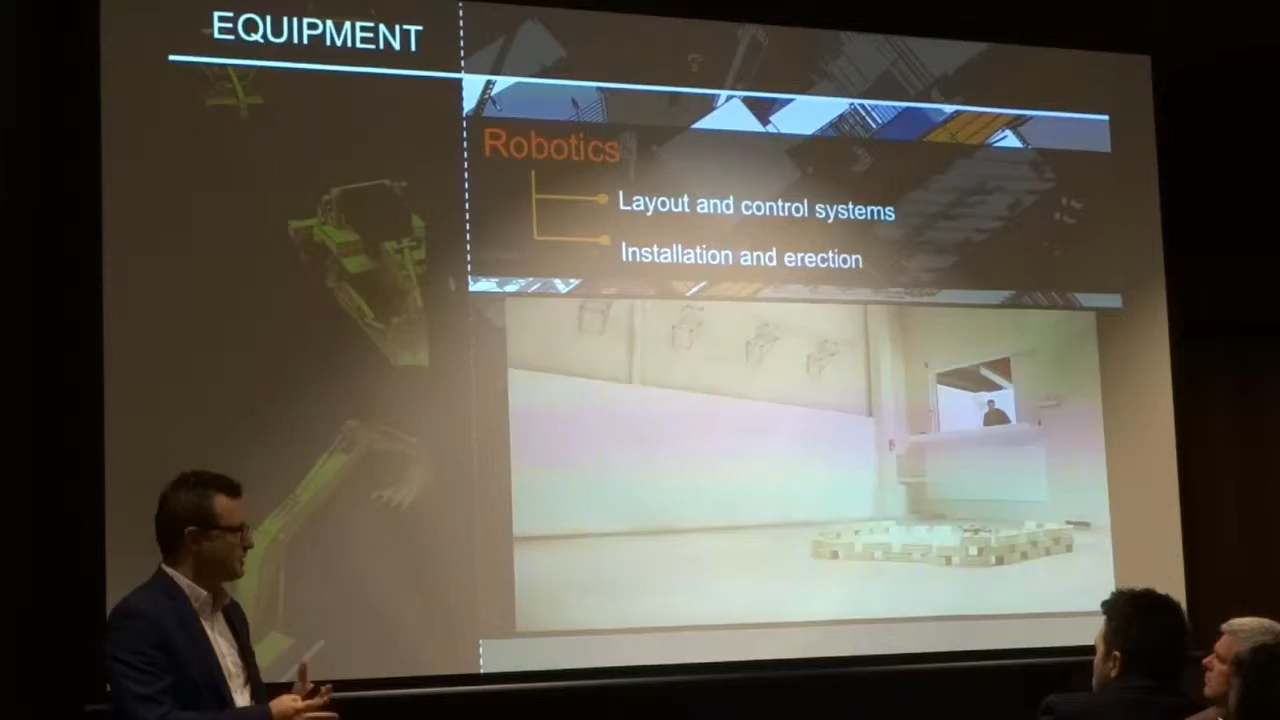 EQUIPMENT
Robotics
Layout and control systems
Installation and erection